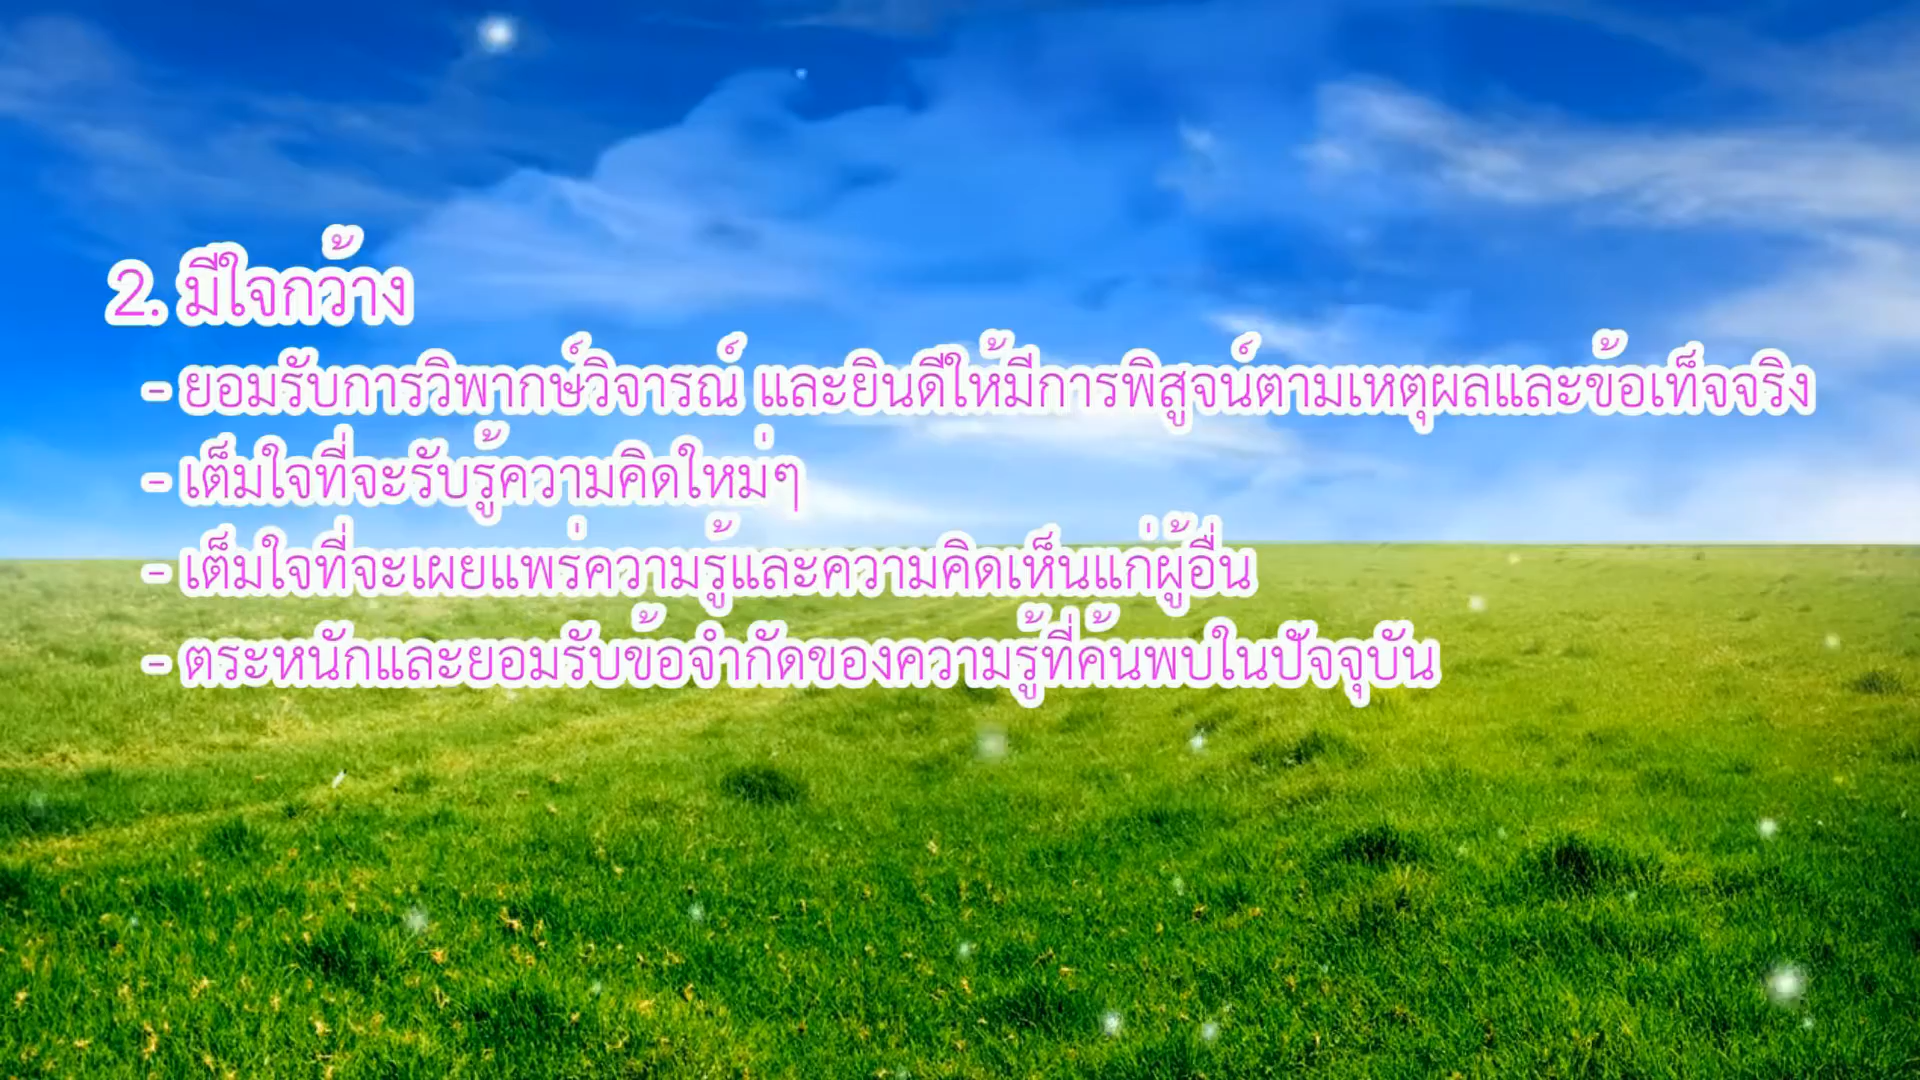 2. มีใจกว้าง
- ยอมรับการวิพากษ์วิจารณ์ และยินดีให้มีการพิสูจน์ตามเหตุผลและข้อเท็จจริง
- เต็มใจที่จะรับรู้ความคิดใหม่ๆ
- เต็มใจที่จะเผยแพร่ความรู้และความคิดเห็นแก่ผู้อื่น
- ตระหนักและยอมรับข้อจำกัดของความรู้ที่ค้นพบในปัจจุบัน